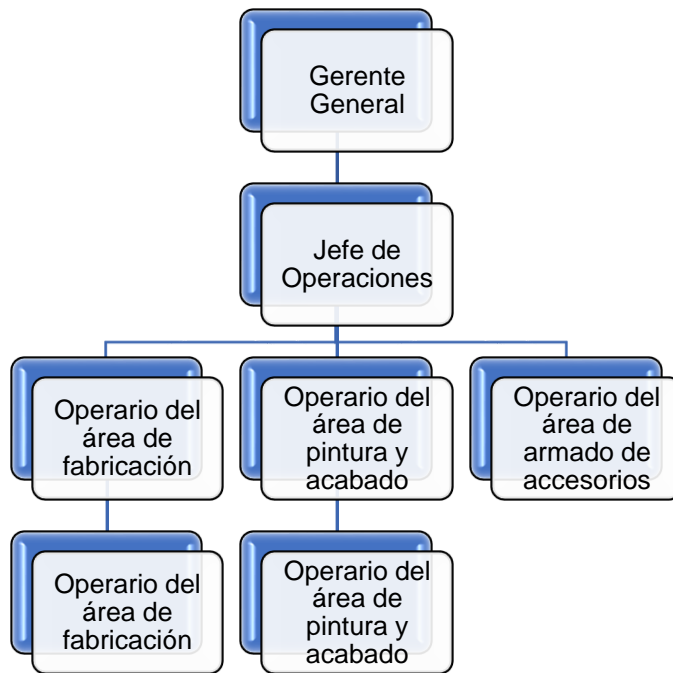 Gerente
General
Jefe de
Operaciones
Operario del
área de
fabricación
Operario del
área de
pintura y
acabado
Operario del
área de
armado de
accesorios
Operario del
área de
fabricación
Operario del
área de
pintura y
acabado